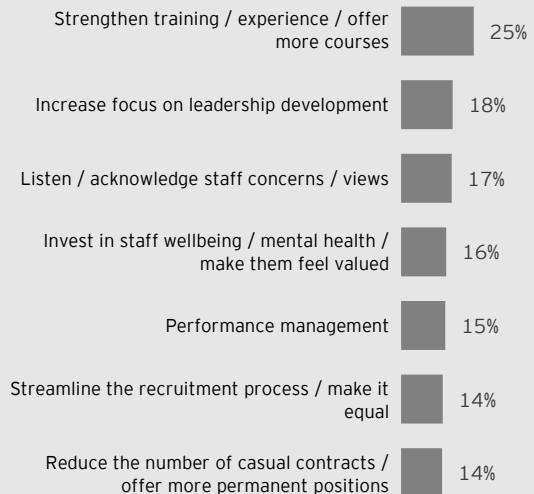 Strengthen training / experience / offer
more courses
25%
Increase focus on leadership development
18%
Listen / acknowledge staff concerns / views
17%
Invest in staff wellbeing / mental health /
make them feel valued
16%
Performance management
15%
Streamline the recruitment process / make it
equal
14%
Reduce the number of casual contracts /
offer more permanent positions
14%